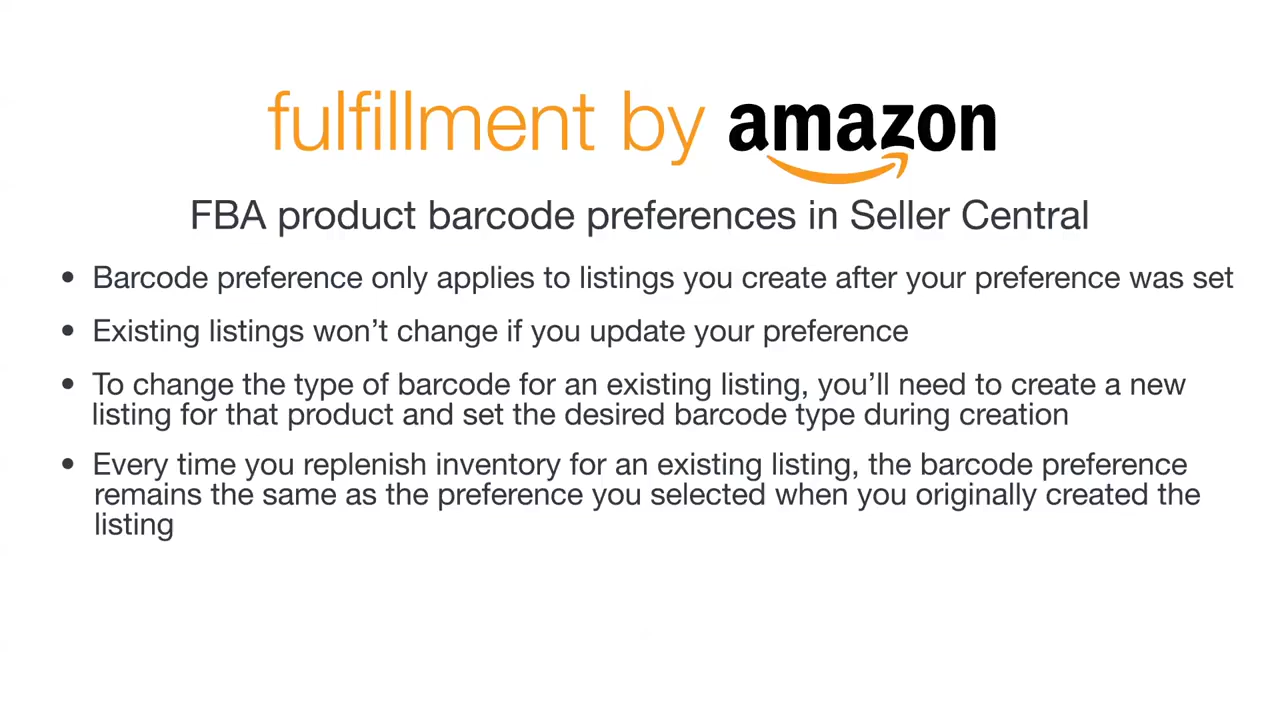 fulfillment by amazon
FBA product barcode preferences in Seller Central
• Barcode preference only applies to listings you create after your preference was set
• Existing listings won’t change if you update your preference
• To change the type of barcode for an existing listing, you’ll need to create a new
listing for that product and set the desired barcode type during creation
• Every time you replenish inventory for an existing listing, the barcode preference
remains the same as the preference you selected when you originally created the
listing